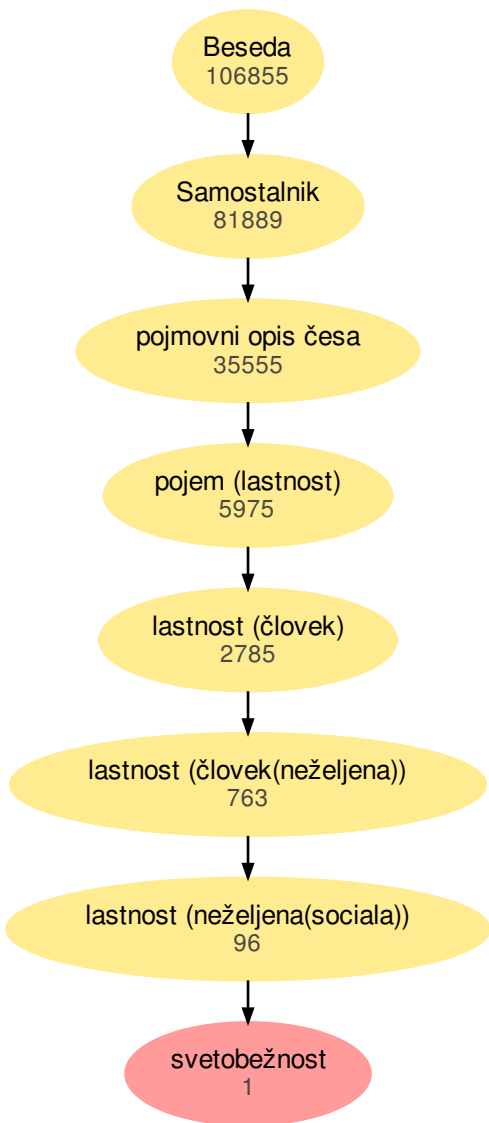 Beseda
106855
Samostalnik
81889
pojmovni opis česa
35555
pojem (lastnost)
5975
lastnost (človek)
2785
lastnost (človek(neželjena))
763
lastnost (neželjena(sociala))
96
svetobežnost
1